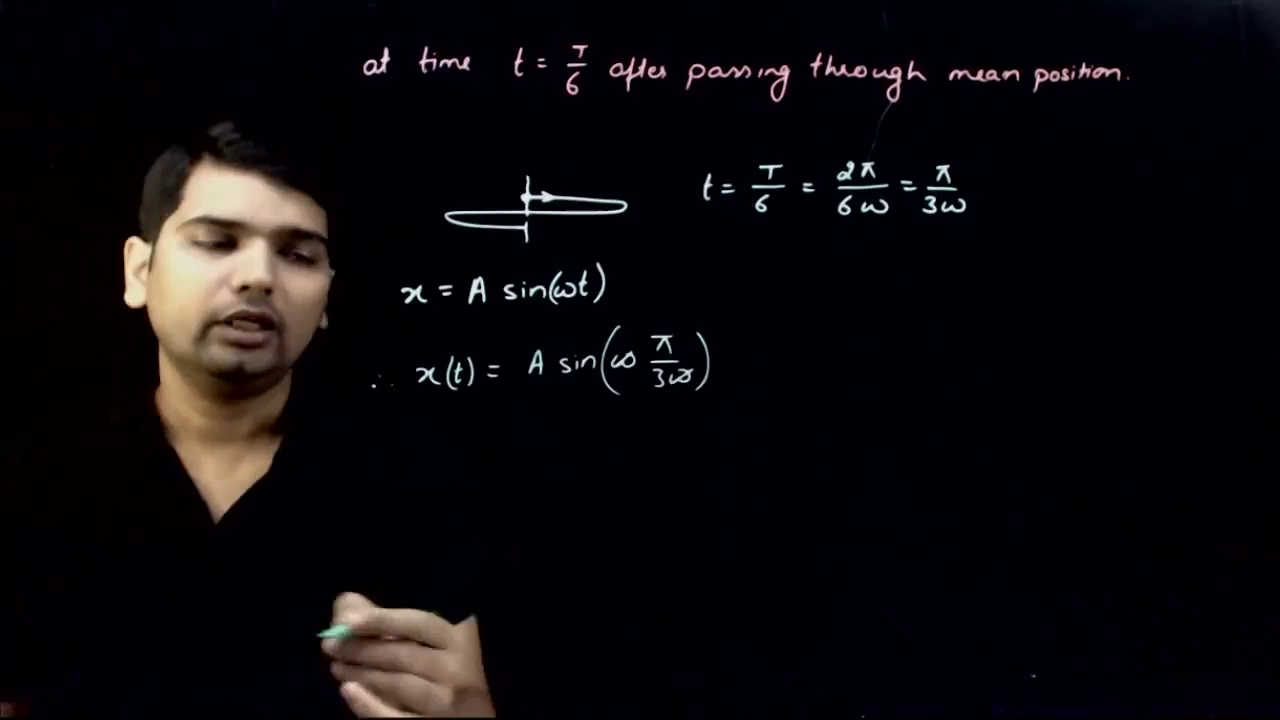 at time t = T/6 after passing through mean position.
t = T/6 = 2π/6ω = π/3ω
x = A sin(ωt)
∴ x(t) = A sin(ω π/3ω)